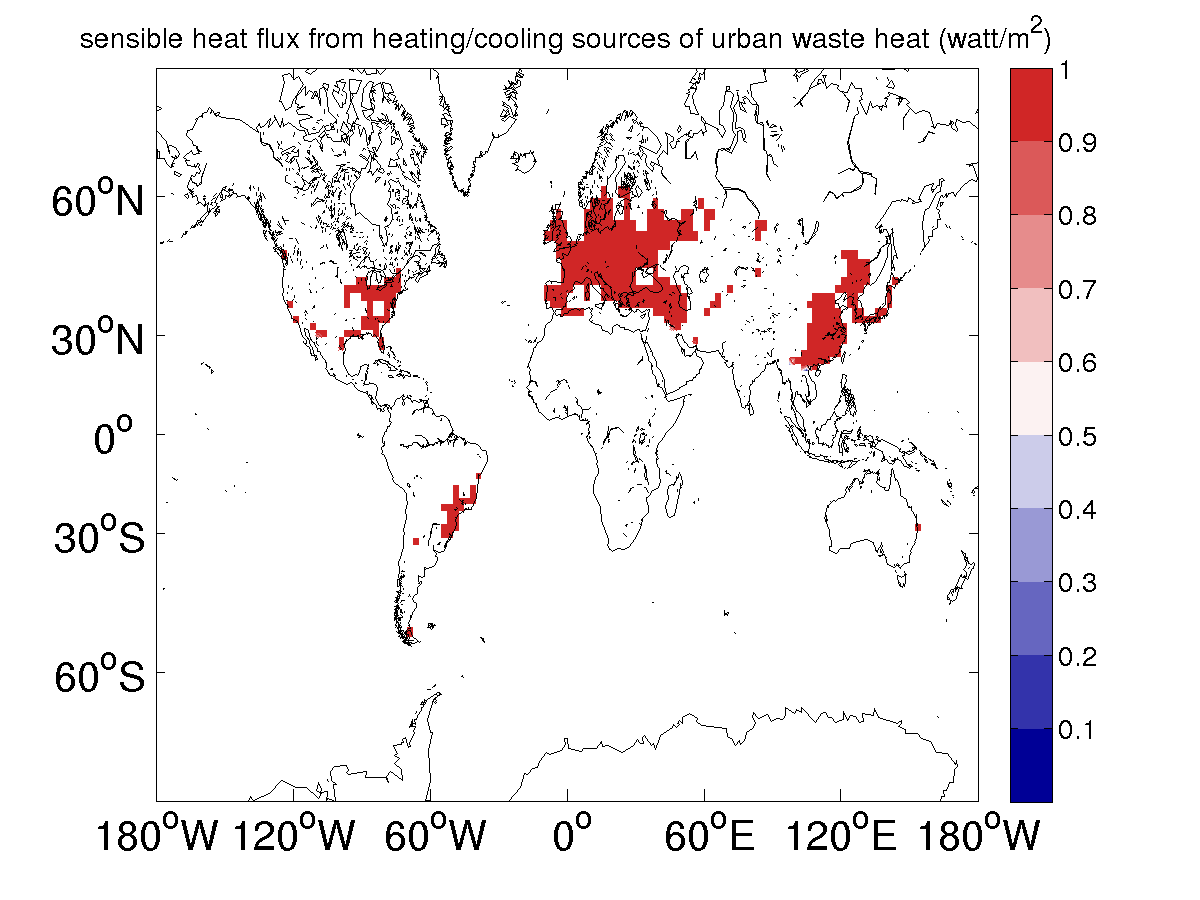 sensible heat flux from heating/cooling sources of urban waste heat (watt/m²)
1
0.9
0.8
0.7
0.6
0.5
0.4
0.3
0.2
0.1
60°N
30°N
0°
30°S
60°S
180°W 120°W 60°W 0° 60°E 120°E 180°W